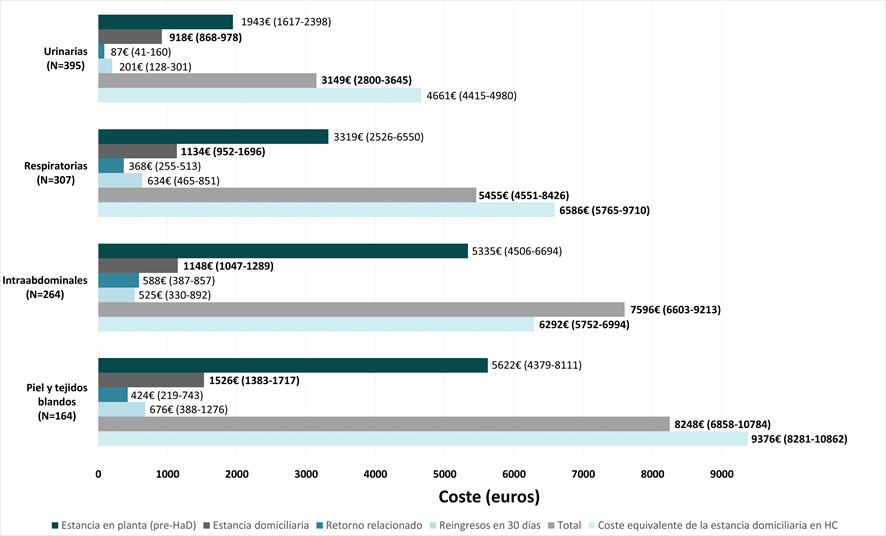 Urinarias
(N=395)
1943€ (1617-2398)
918€ (868-978)
87€ (41-160)
201€ (128-301)
3149€ (2800-3645)
4661€ (4415-4980)
Respiratorias
(N=307)
3319€ (2526-6550)
1134€ (952-1696)
368€ (255-513)
634€ (465-851)
5455€ (4551-8426)
6586€ (5765-9710)
Intraabdominales
(N=264)
5335€ (4506-6694)
1148€ (1047-1289)
588€ (387-857)
525€ (330-892)
7596€ (6603-9213)
6292€ (5752-6994)
Piel y tejidos
blandos
(N=164)
5622€ (4379-8111)
1526€ (1383-1717)
424€ (219-743)
676€ (388-1276)
8248€ (6858-10784)
9376€ (8281-10862)
0 1000 2000 3000 4000 5000 6000 7000 8000 9000
Coste (euros)
Estancia en planta (pre-HaD) Estancia domiciliaria Retorno relacionado Reingresos en 30 días Total Coste equivalente de la estancia domiciliaria en HC